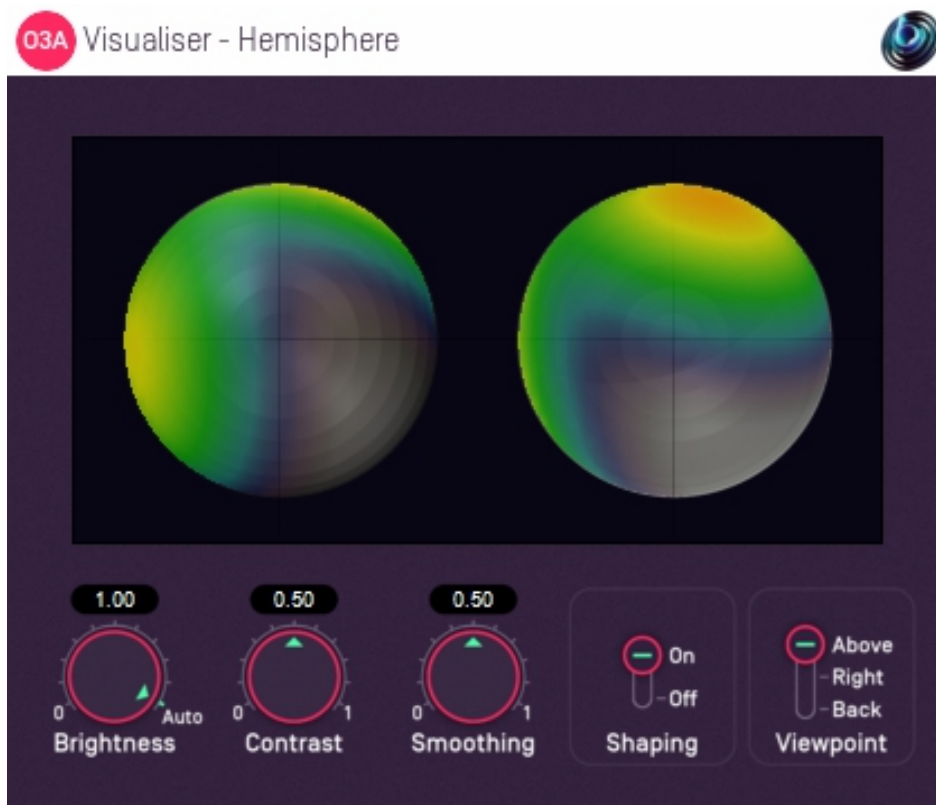 O3A Visualiser - Hemisphere
1.00 0.50 0.50
On Above
Off Right
Back
0 Auto 0 1 0 1
Brightness Contrast Smoothing Shaping Viewpoint